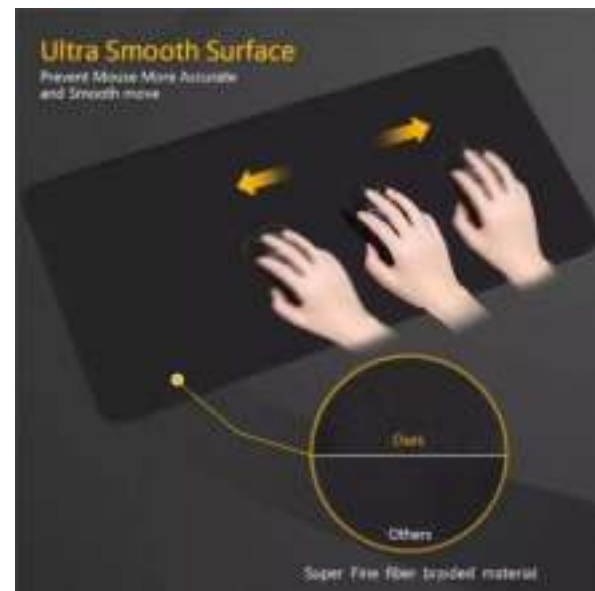 Ultra Smooth Surface
Prevent Mouse More Accurate
and Smooth move
Ours
Others
Super Fine fiber braided material